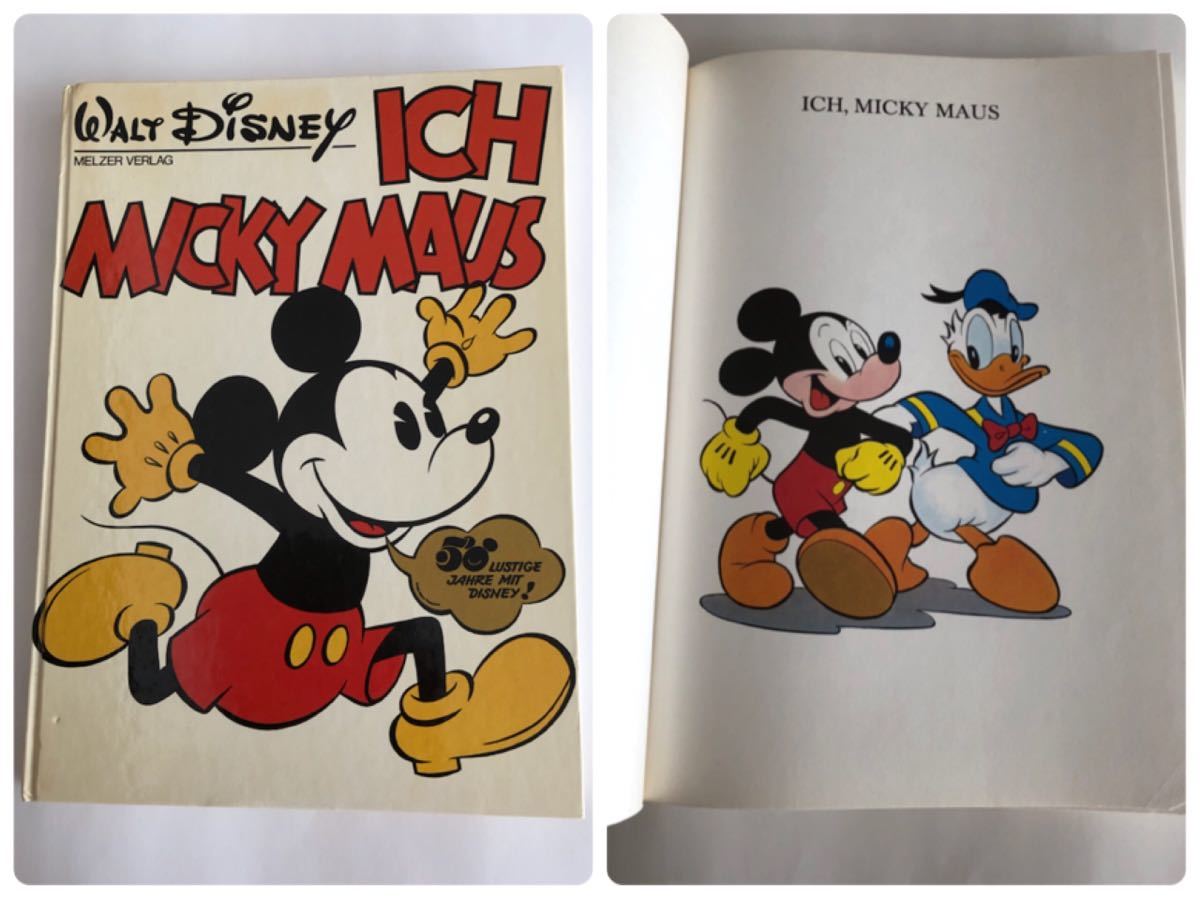 WALT DISNEY
MELZER VERLAG
ICH
MICKY MAUS
50 LUSTIGE
JAHRE MIT
DISNEY!
ICH, MICKY MAUS